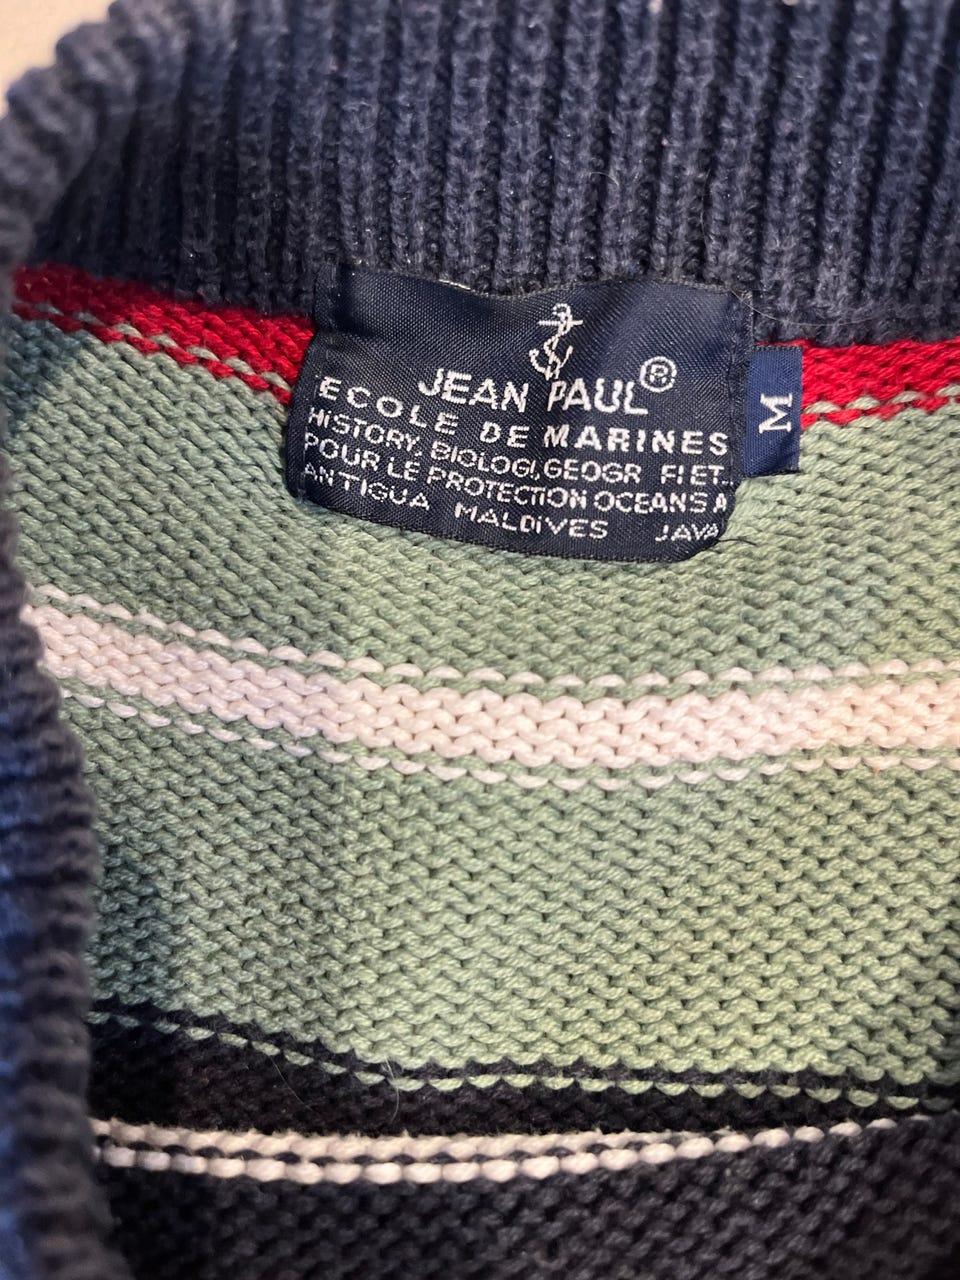 JEAN PAUL®
ECOLE DE MARINES
HISTORY, BIOLOGI,GEOGR FI ET..
POUR LE PROTECTION OCEANS A
ANTIGUA MALDIVES JAVA
M